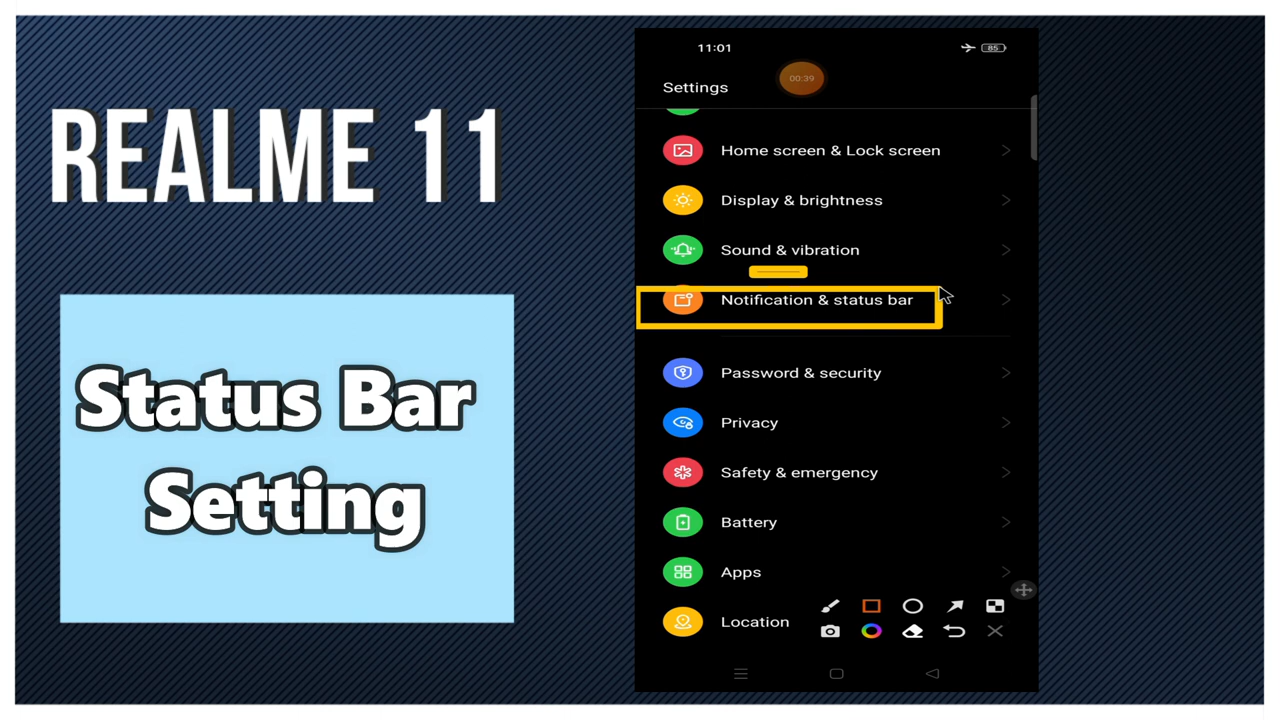 REALME 11
Status Bar
Setting
11:01
85
00:39
Settings
Home screen & Lock screen
Display & brightness
Sound & vibration
Notification & status bar
Password & security
Privacy
Safety & emergency
Battery
Apps
Location